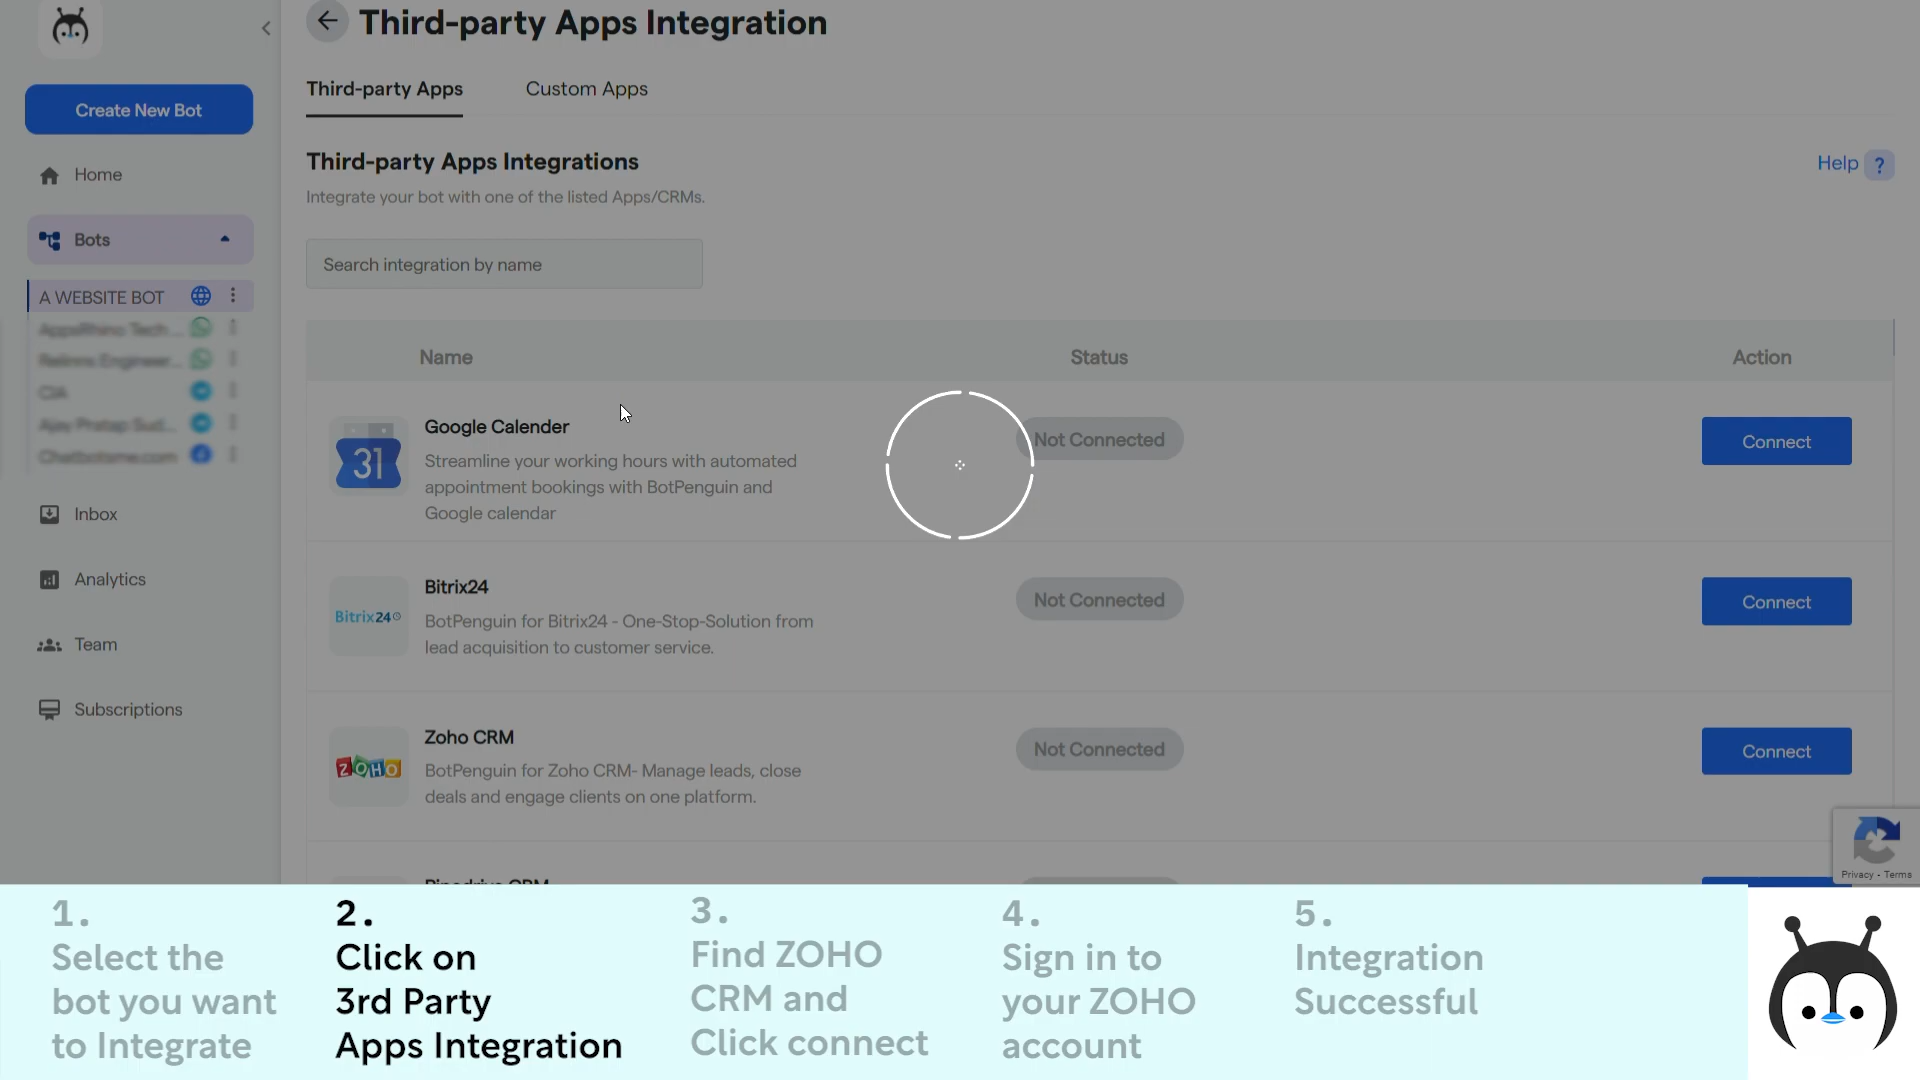 Third-party Apps Integration
Third-party Apps
Custom Apps
Create New Bot
Home
Bots
A WEBSITE BOT
CIA
Chatbotsme.com
Inbox
Analytics
Team
Subscriptions
Third-party Apps Integrations
Help ?
Integrate your bot with one of the listed Apps/CRMs.
Search integration by name
Name
Status
Action
31
Google Calender
Streamline your working hours with automated
appointment bookings with BotPenguin and
Google calendar
Not Connected
Connect
Bitrix24
Bitrix24
BotPenguin for Bitrix24 - One-Stop-Solution from
lead acquisition to customer service.
Not Connected
Connect
ZOHO
Zoho CRM
BotPenguin for Zoho CRM- Manage leads, close
deals and engage clients on one platform.
Not Connected
Connect
Privacy - Terms
1.
Select the
bot you want
to Integrate
2.
Click on
3rd Party
Apps Integration
3.
Find ZOHO
CRM and
Click connect
4.
Sign in to
your ZOHO
account
5.
Integration
Successful